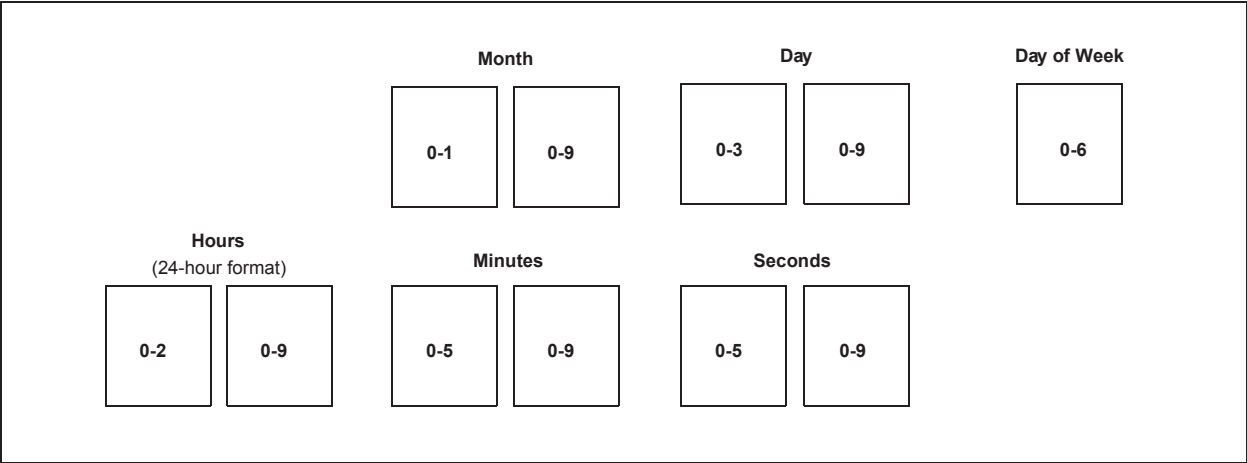 Month Day Day of Week
0-1 0-9 0-3 0-9 0-6
Hours
(24-hour format) Minutes Seconds
0-2 0-9 0-5 0-9 0-5 0-9